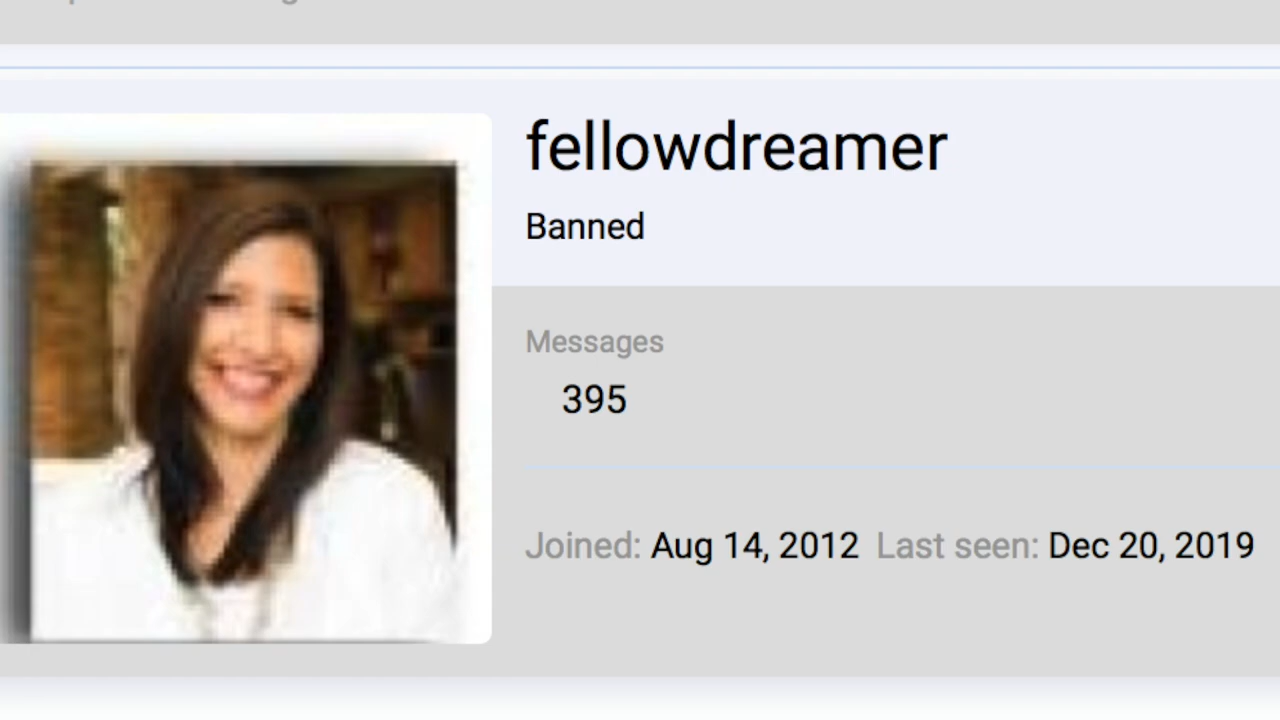 fellowdreamer
Banned
Messages
395
Joined: Aug 14, 2012 Last seen: Dec 20, 2019